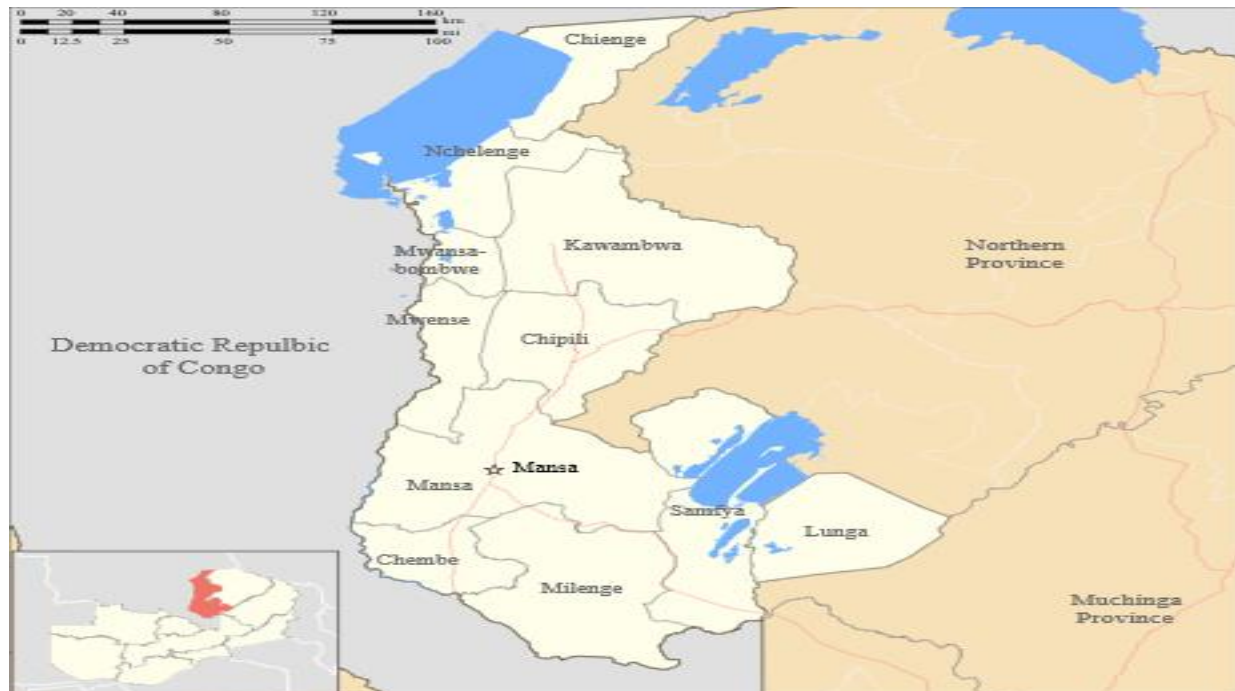 0 20 40 80 120 160
km
mi
0 12.5 25 50 75 100
Chienge
Nchelenge
Kawambwa
Northern
Province
Mwansa-
bombwe
Mwense
Chipili
Democratic Repulbic
of Congo
Mansa
Mansa
Samfya
Lunga
Chembe
Milenge
Muchinga
Province